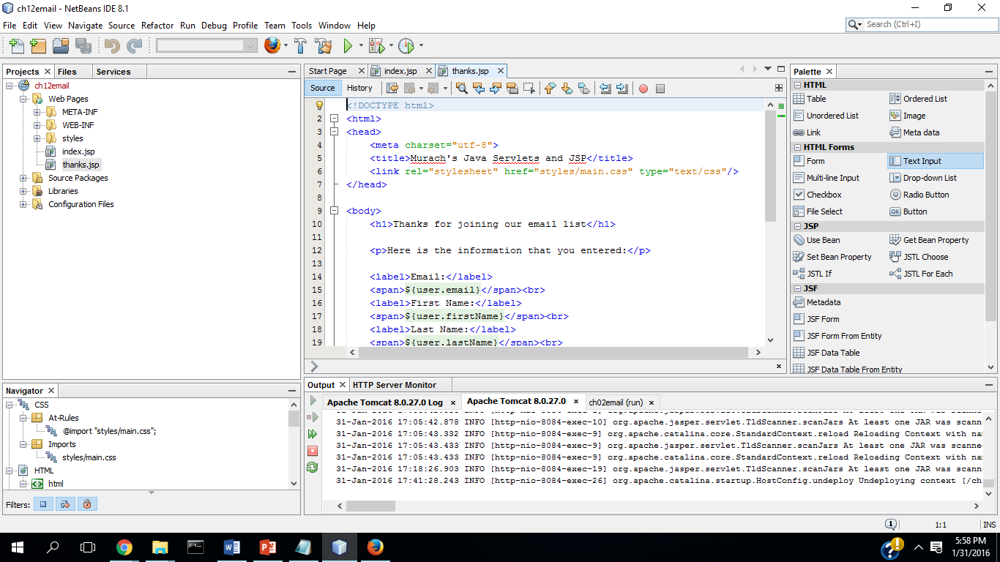 ch12email - NetBeans IDE 8.1
File Edit View Navigate Source Refactor Run Debug Profile Team Tools Window Help
Search (Ctrl+I)
Projects Files Services
ch12email
Web Pages
META-INF
WEB-INF
styles
index.jsp
thanks.jsp
Source Packages
Libraries
Configuration Files
Navigator
CSS
At-Rules
@import "styles/main.css";
Imports
styles/main.css
HTML
html
Filters:
Start Page index.jsp thanks.jsp
Source History
1 <!DOCTYPE html>
2 <html>
3 <head>
4 <meta charset="utf-8">
5 <title>Murach's Java Servlets and JSP</title>
6 <link rel="stylesheet" href="styles/main.css" type="text/css"/>
7 </head>
8
9 <body>
10 <h1>Thanks for joining our email list</h1>
11
12 <p>Here is the information that you entered:</p>
13
14 <label>Email:</label>
15 <span>${user.email}</span><br>
16 <label>First Name:</label>
17 <span>${user.firstName}</span><br>
18 <label>Last Name:</label>
19 <span>${user.lastName}</span><br>
Palette
HTML
Table Ordered List
Unordered List Image
Link Meta data
HTML Forms
Form Text Input
Multi-line Input Drop-down List
Checkbox Radio Button
File Select Button
JSP
Use Bean Get Bean Property
Set Bean Property JSTL Choose
JSTL If JSTL For Each
JSF
Metadata
JSF Form
JSF Form From Entity
JSF Data Table
JSF Data Table From Entity
Output HTTP Server Monitor
Apache Tomcat 8.0.27.0 Log Apache Tomcat 8.0.27.0 ch02email (run)
31-Jan-2016 17:05:42.878 INFO [http-nio-8084-exec-10] org.apache.jasper.servlet.TldScanner.scanJars At least one JAR was scann
31-Jan-2016 17:05:43.332 INFO [http-nio-8084-exec-9] org.apache.catalina.core.StandardContext.reload Reloading Context with na
31-Jan-2016 17:05:43.433 INFO [http-nio-8084-exec-9] org.apache.jasper.servlet.TldScanner.scanJars At least one JAR was scanne
31-Jan-2016 17:05:43.433 INFO [http-nio-8084-exec-9] org.apache.catalina.core.StandardContext.reload Reloading Context with na
31-Jan-2016 17:18:26.903 INFO [http-nio-8084-exec-19] org.apache.jasper.servlet.TldScanner.scanJars At least one JAR was scann
31-Jan-2016 17:41:28.243 INFO [http-nio-8084-exec-26] org.apache.catalina.startup.HostConfig.undeploy Undeploying context [/ch
1 1:1 INS
5:58 PM
1/31/2016